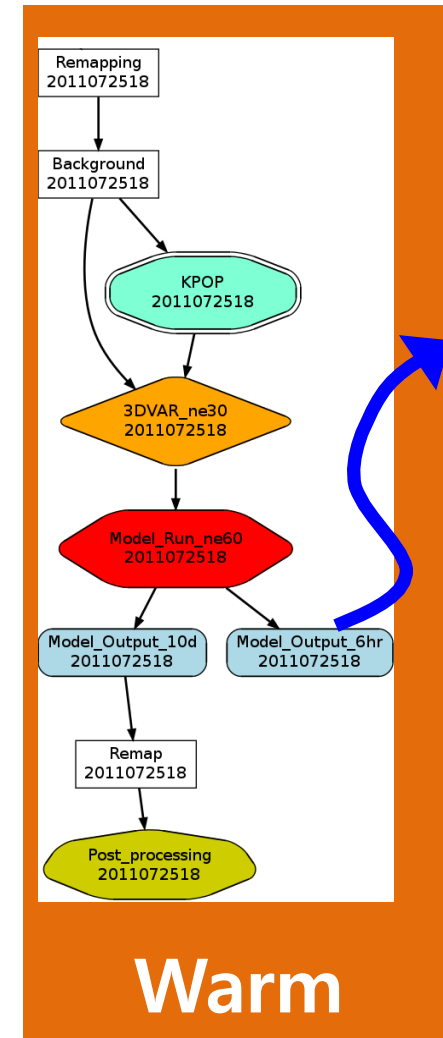 Remapping
2011072518
Background
2011072518
KPOP
2011072518
3DVAR_ne30
2011072518
Model_Run_ne60
2011072518
Model_Output_10d
2011072518
Model_Output_6hr
2011072518
Remap
2011072518
Post_processing
2011072518
Warm